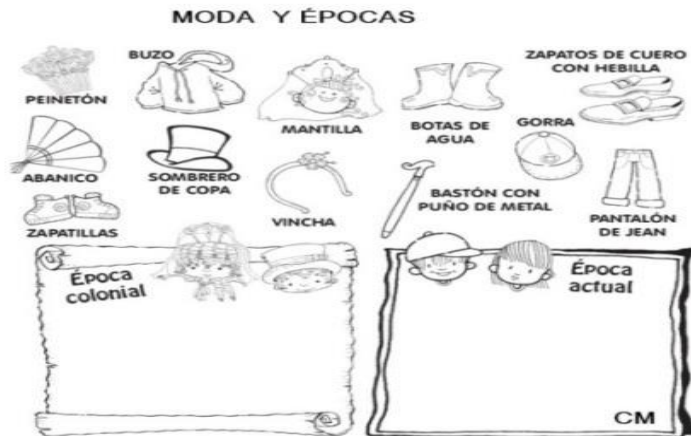 MODA Y ÉPOCAS
BUZO
ZAPATOS DE CUERO
CON HEBILLA
PEINETÓN
MANTILLA
BOTAS DE
AGUA
GORRA
ABANICO
SOMBRERO
DE COPA
VINCHA
BASTÓN CON
PUÑO DE METAL
PANTALÓN
DE JEAN
ZAPATILLAS
Época
colonial
Época
actual
CM